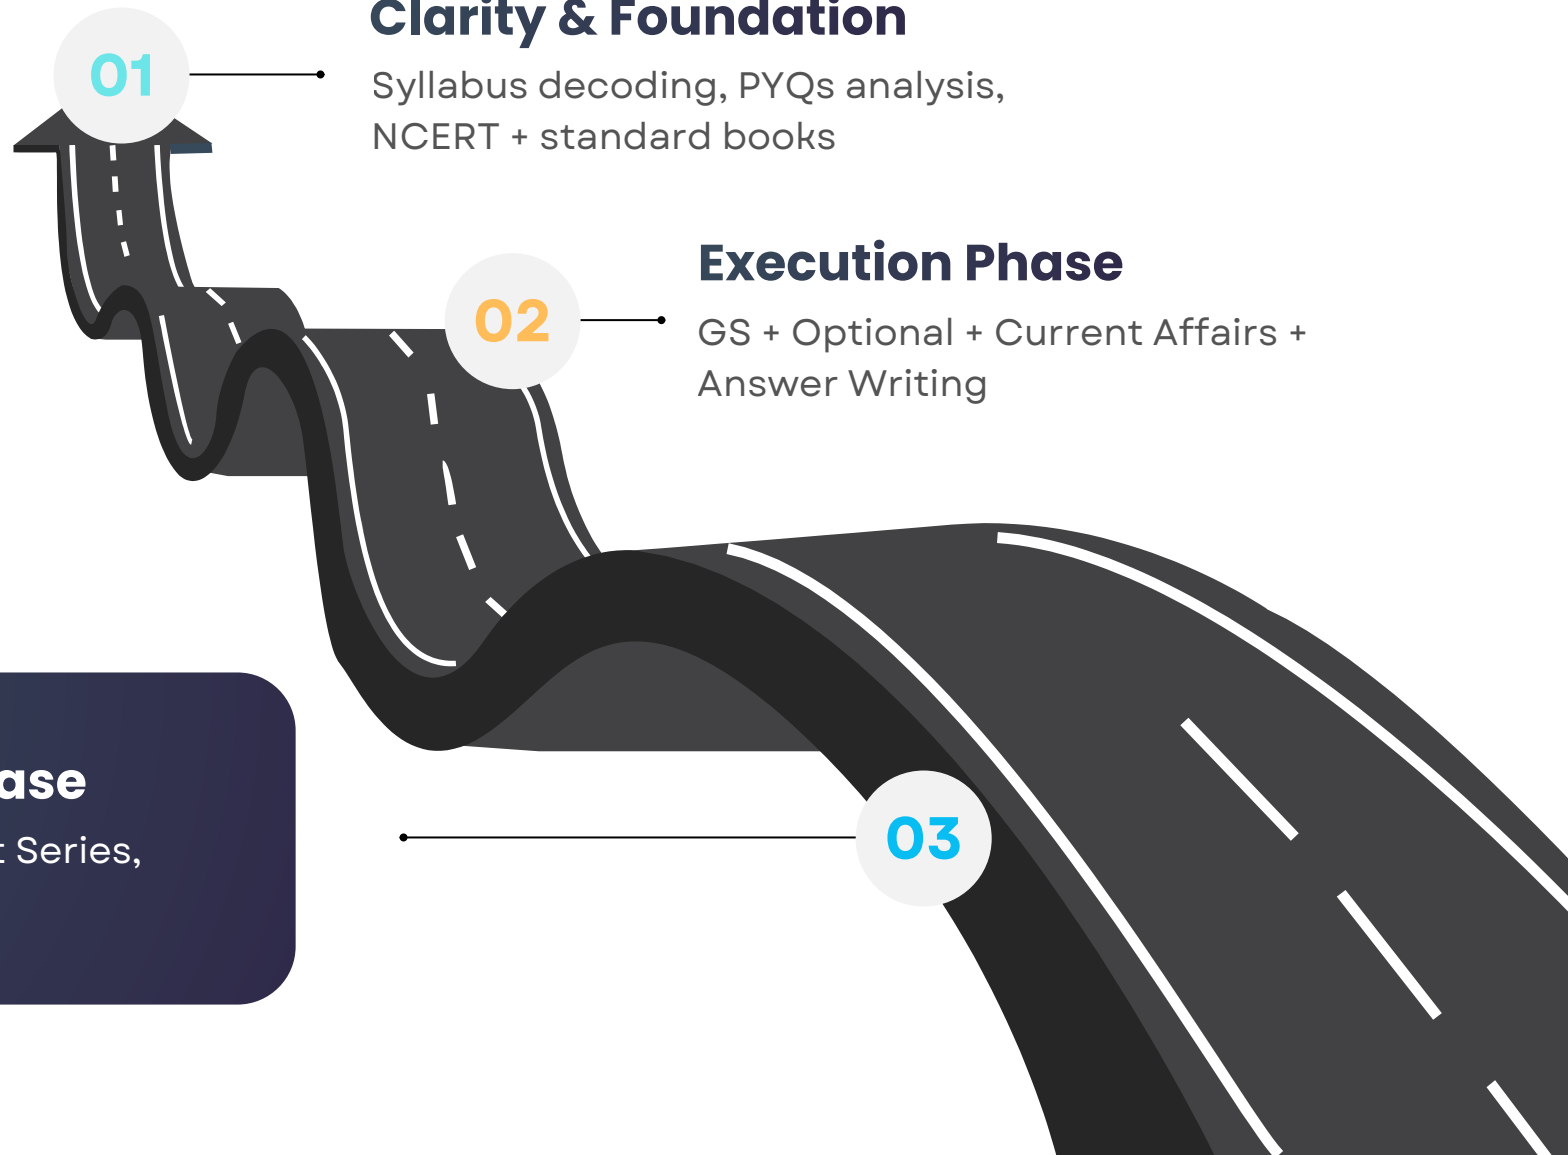 01
Clarity & Foundation
Syllabus decoding, PYQs analysis,
NCERT + standard books
02
Execution Phase
GS + Optional + Current Affairs +
Answer Writing
03
Series,